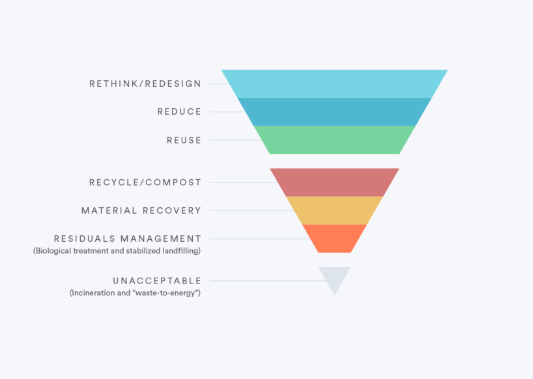 RETHINK/REDESIGN
REDUCE
REUSE
RECYCLE/COMPOST
MATERIAL RECOVERY
RESIDUALS MANAGEMENT
(Biological treatment and stabilized landfilling)
UNACCEPTABLE
(Incineration and “waste-to-energy”)